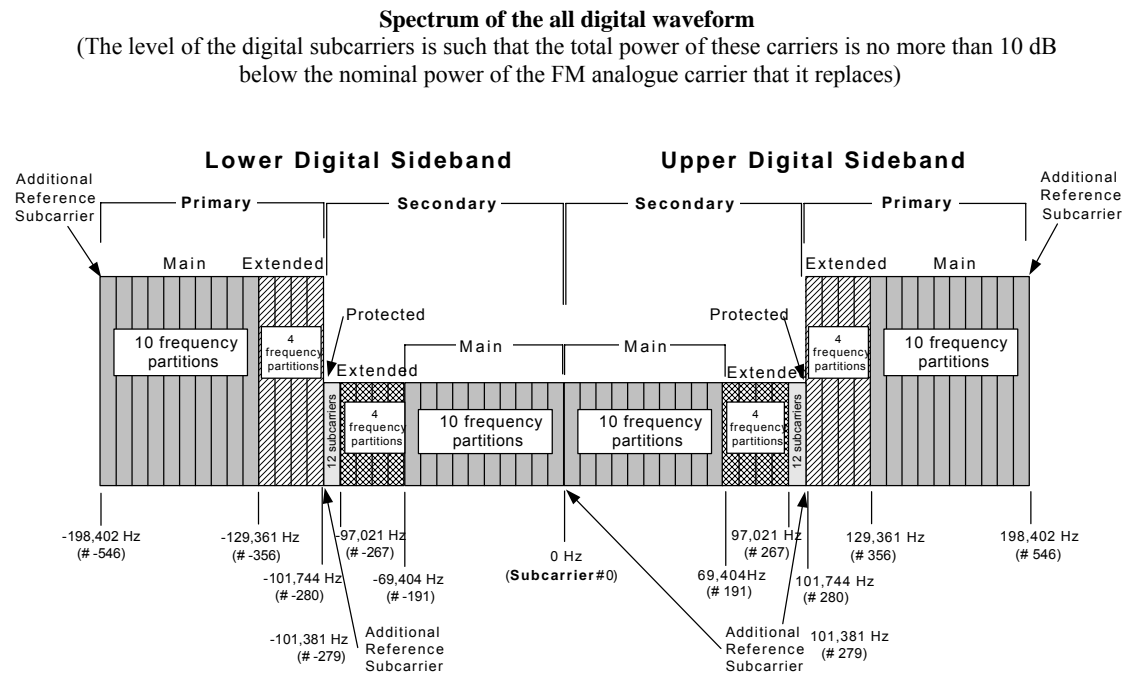 Spectrum of the all digital waveform
(The level of the digital subcarriers is such that the total power of these carriers is no more than 10 dB
below the nominal power of the FM analogue carrier that it replaces)
Lower Digital Sideband
Upper Digital Sideband
Additional
Reference
Subcarrier
Primary
Secondary
Secondary
Primary
Additional
Reference
Subcarrier
Main
Extended
Extended
Main
Protected
Protected
Main
Main
Extended
Extended
10 frequency
partitions
4
frequency
partitions
12 subcarriers
4
frequency
partitions
10 frequency
partitions
10 frequency
partitions
4
frequency
partitions
12 subcarriers
4
frequency
partitions
10 frequency
partitions
-198,402 Hz
(# -546)
-129,361 Hz
(# -356)
-101,744 Hz
(# -280)
-101,381 Hz
(# -279)
-97,021 Hz
(# -267)
-69,404 Hz
(# -191)
Additional
Reference
Subcarrier
0 Hz
(Subcarrier#0)
69,404Hz
(# 191)
97,021 Hz
(# 267)
Additional
Reference
Subcarrier
101,744 Hz
(# 280)
101,381 Hz
(# 279)
129,361 Hz
(# 356)
198,402 Hz
(# 546)